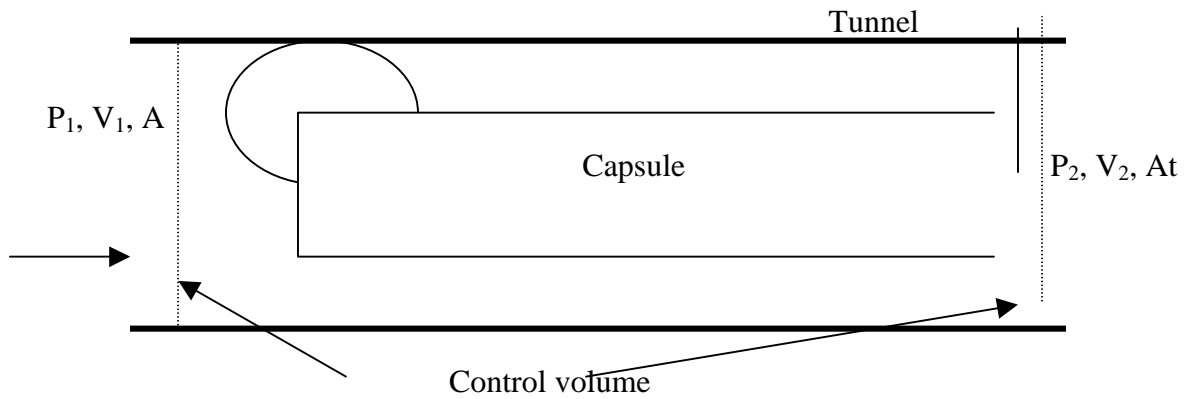 Tunnel
P₁, V₁, A
Capsule
P₂, V₂, At
Control volume